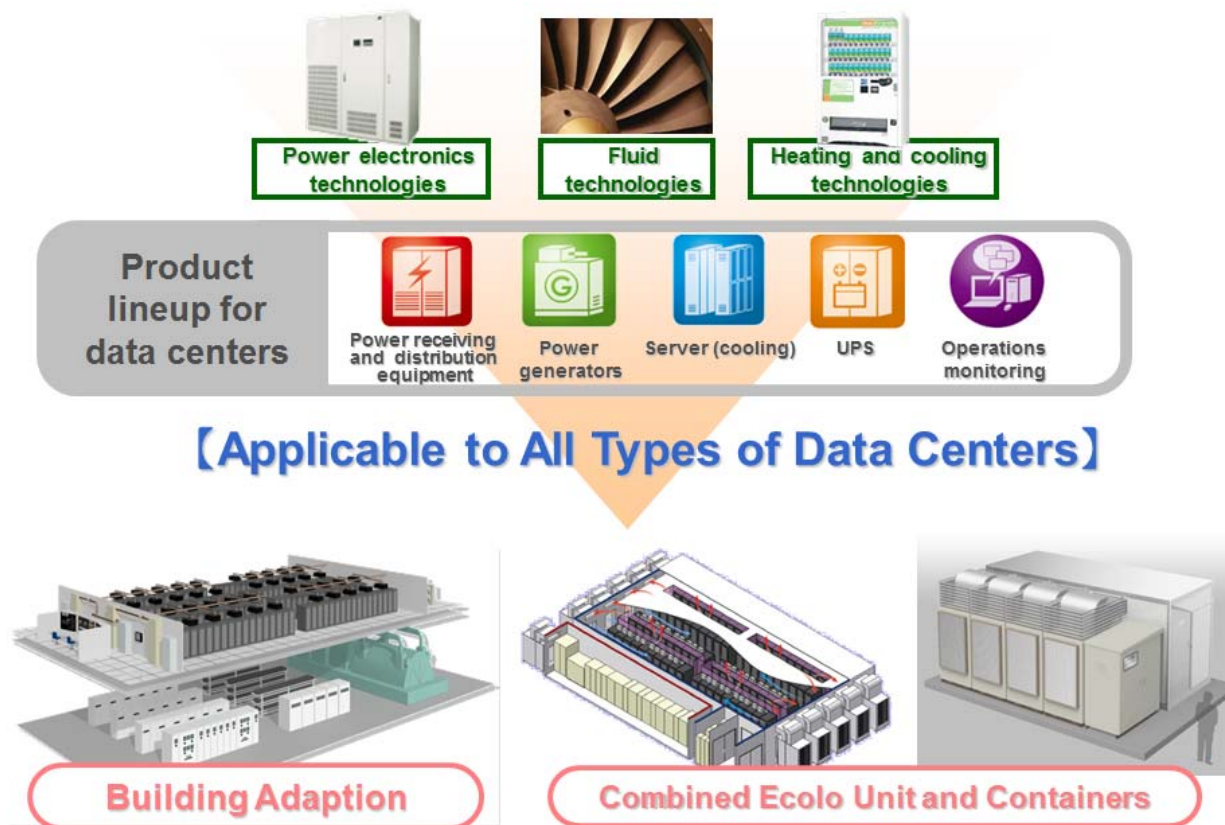 Power electronics
technologies
Fluid
technologies
Heating and cooling
technologies
Product
lineup for
data centers
Power receiving
and distribution
equipment
G
Power
generators
Server (cooling)
UPS
Operations
monitoring
【Applicable to All Types of Data Centers】
Building Adaption
Combined Ecolo Unit and Containers